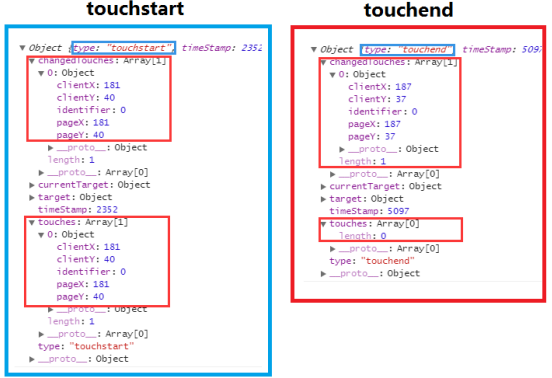 touchstart
▼ Object {type: "touchstart", timeStamp: 2352
▼ changedTouches: Array[1]
▼ 0: Object
clientX: 181
clientY: 40
identifier: 0
pageX: 181
pageY: 40
▶ __proto__: Object
length: 1
▶ __proto__: Array[0]
▶ currentTarget: Object
▶ target: Object
timeStamp: 2352
▼ touches: Array[1]
▼ 0: Object
clientX: 181
clientY: 40
identifier: 0
pageX: 181
pageY: 40
▶ __proto__: Object
length: 1
▶ __proto__: Array[0]
type: "touchstart"
▶ __proto__: Object
touchend
▼ Object {type: "touchend", timeStamp: 5097
▼ changedTouches: Array[1]
▼ 0: Object
clientX: 187
clientY: 37
identifier: 0
pageX: 187
pageY: 37
▶ __proto__: Object
length: 1
▶ __proto__: Array[0]
▶ currentTarget: Object
▶ target: Object
timeStamp: 5097
▼ touches: Array[0]
length: 0
▶ __proto__: Array[0]
type: "touchend"
▶ __proto__: Object